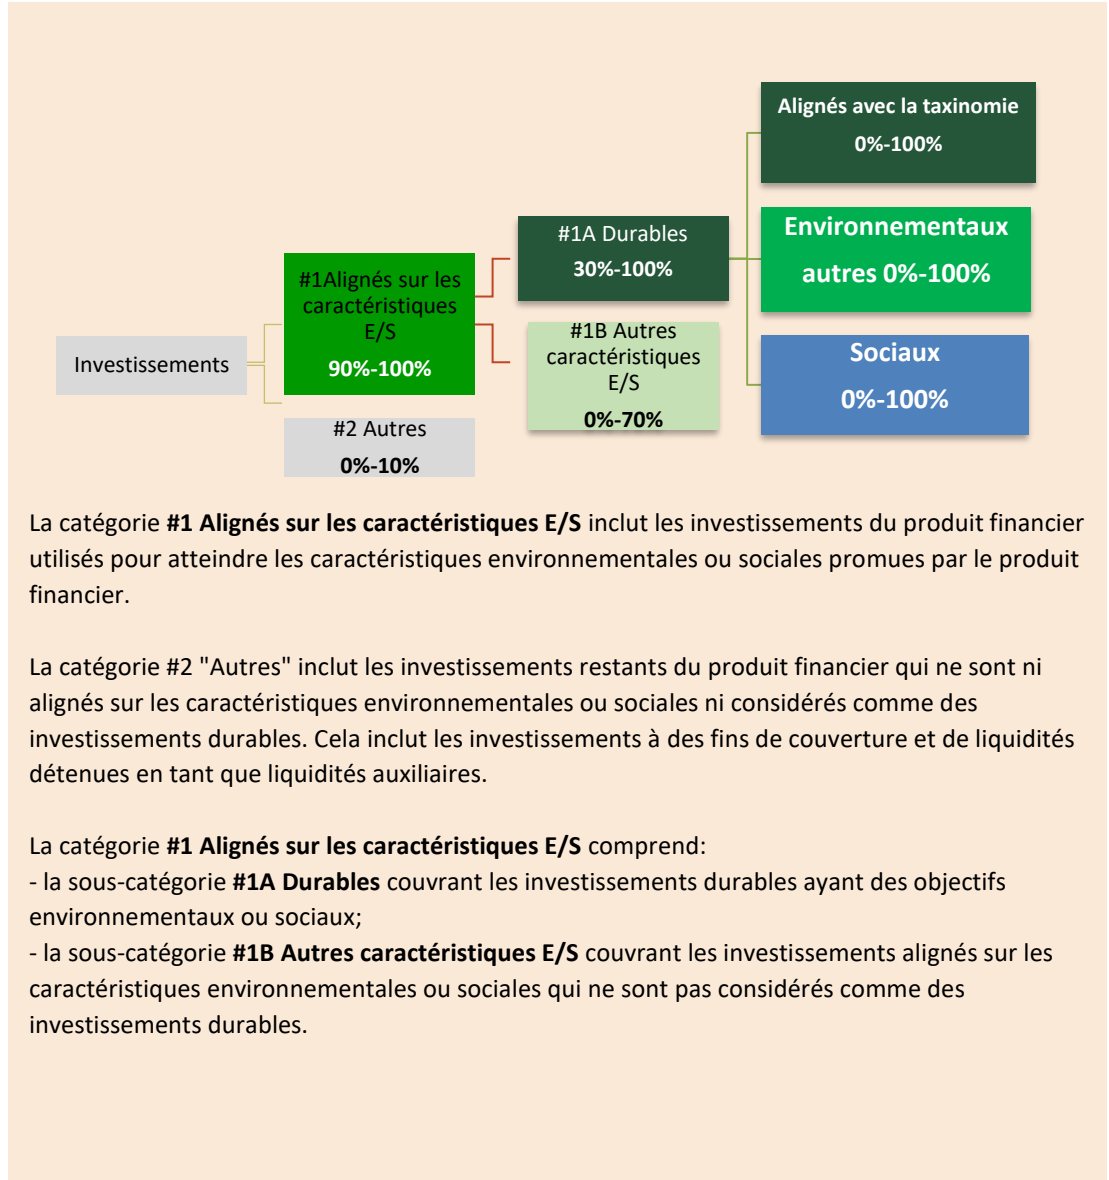 Alignés avec la taxinomie
0%-100%
Environnementaux
autres 0%-100%
Sociaux
0%-100%
#1A Durables
30%-100%
#1B Autres
caractéristiques
E/S
0%-70%
#1Alignés sur les
caractéristiques
E/S
90%-100%
Investissements
#2 Autres
0%-10%
La catégorie #1 Alignés sur les caractéristiques E/S inclut les investissements du produit financier
utilisés pour atteindre les caractéristiques environnementales ou sociales promues par le produit
financier.
La catégorie #2 "Autres" inclut les investissements restants du produit financier qui ne sont ni
alignés sur les caractéristiques environnementales ou sociales ni considérés comme des
investissements durables. Cela inclut les investissements à des fins de couverture et de liquidités
détenues en tant que liquidités auxiliaires.
La catégorie #1 Alignés sur les caractéristiques E/S comprend:
- la sous-catégorie #1A Durables couvrant les investissements durables ayant des objectifs
environnementaux ou sociaux;
- la sous-catégorie #1B Autres caractéristiques E/S couvrant les investissements alignés sur les
caractéristiques environnementales ou sociales qui ne sont pas considérés comme des
investissements durables.